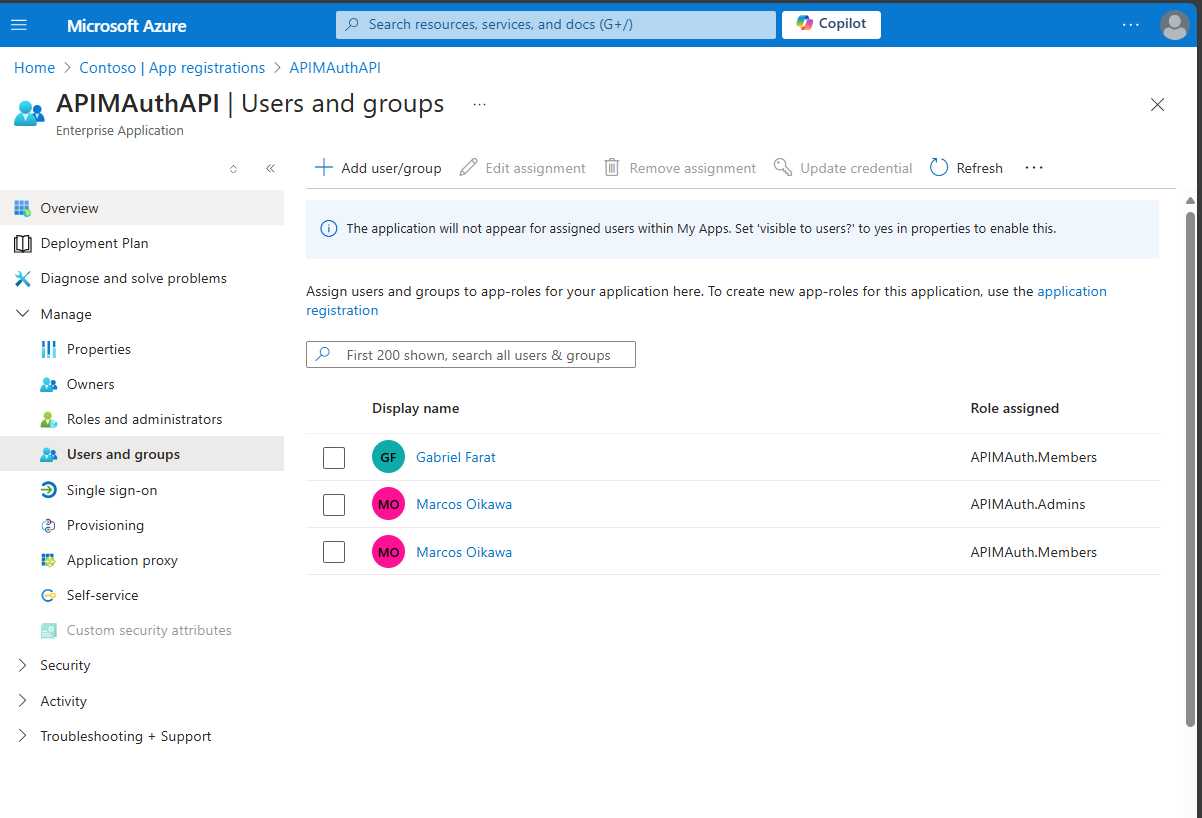 Microsoft Azure
Search resources, services, and docs (G+/)
Copilot
Home > Contoso | App registrations > APIMAuthAPI
APIMAuthAPI | Users and groups
Enterprise Application
Add user/group
Edit assignment
Remove assignment
Update credential
Refresh
Overview
Deployment Plan
Diagnose and solve problems
Manage
Properties
Owners
Roles and administrators
Users and groups
Single sign-on
Provisioning
Application proxy
Self-service
Custom security attributes
Security
Activity
Troubleshooting + Support
The application will not appear for assigned users within My Apps. Set 'visible to users?' to yes in properties to enable this.
Assign users and groups to app-roles for your application here. To create new app-roles for this application, use the application
registration
First 200 shown, search all users & groups
Display name Role assigned
GF Gabriel Farat APIMAuth.Members
MO Marcos Oikawa APIMAuth.Admins
MO Marcos Oikawa APIMAuth.Members